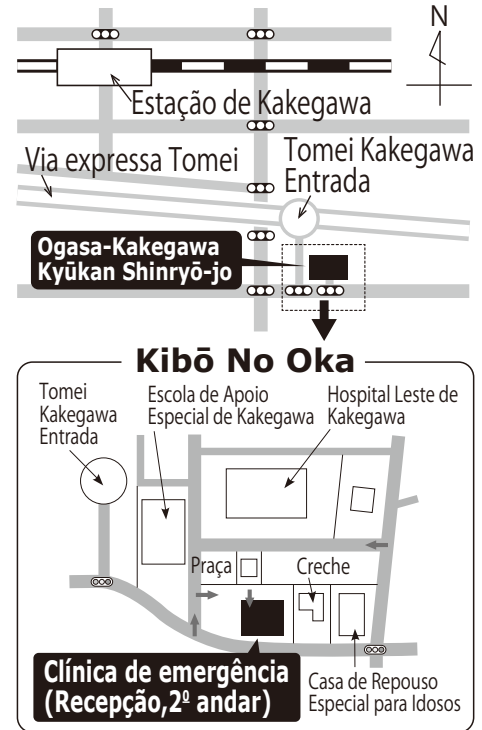 N
Estação de Kakegawa
Via expressa Tomei
Tomei Kakegawa
Entrada
Ogasa-Kakegawa
Kyūkan Shinryō-jo
Kibō No Oka
Tomei
Kakegawa
Entrada
Escola de Apoio
Especial de Kakegawa
Hospital Leste de
Kakegawa
Praça
Creche
Clínica de emergência
(Recepção,2º andar)
Casa de Repouso
Especial para Idosos